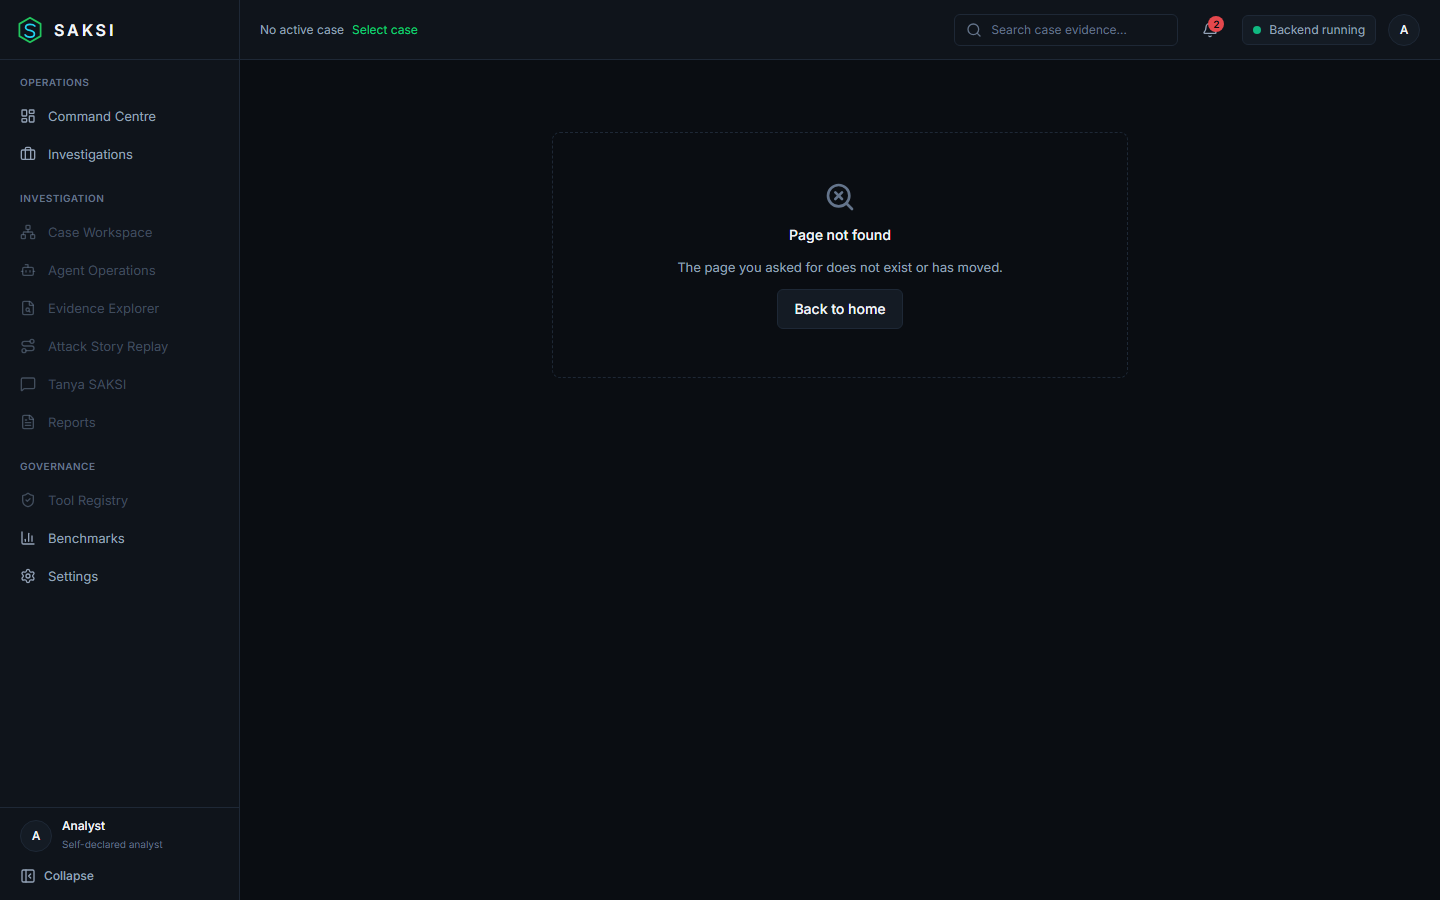 SAKSI
No active case Select case
Search case evidence...
2
Backend running
A
OPERATIONS
Command Centre
Investigations
INVESTIGATION
Case Workspace
Agent Operations
Evidence Explorer
Attack Story Replay
Tanya SAKSI
Reports
GOVERNANCE
Tool Registry
Benchmarks
Settings
Page not found
The page you asked for does not exist or has moved.
Back to home
A
Analyst
Self-declared analyst
Collapse